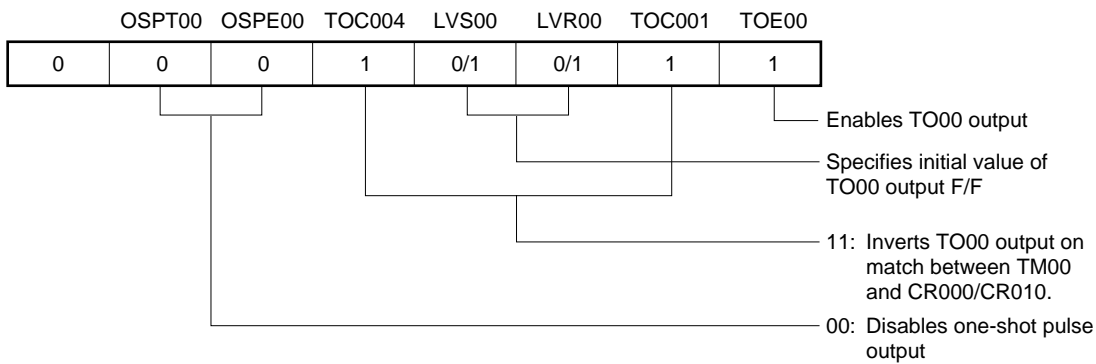 OSPT00 OSPE00 TOC004 LVS00 LVR00 TOC001 TOE00
0 0 0 1 0/1 0/1 1 1
Enables TO00 output
Specifies initial value of
TO00 output F/F
11: Inverts TO00 output on
match between TM00
and CR000/CR010.
00: Disables one-shot pulse
output